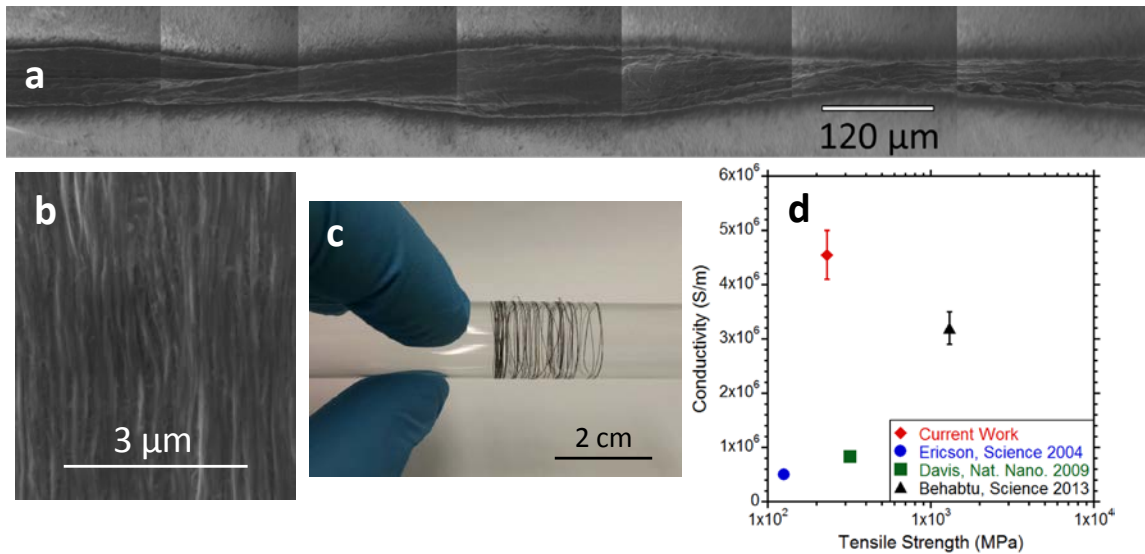 a
120 μm
b
3 μm
c
2 cm
d
6x10⁶
5x10⁶
4x10⁶
3x10⁶
2x10⁶
1x10⁶
0
Conductivity (S/m)
Current Work
Ericson, Science 2004
Davis, Nat. Nano. 2009
Behabtu, Science 2013
1x10² 1x10³ 1x10⁴
Tensile Strength (MPa)